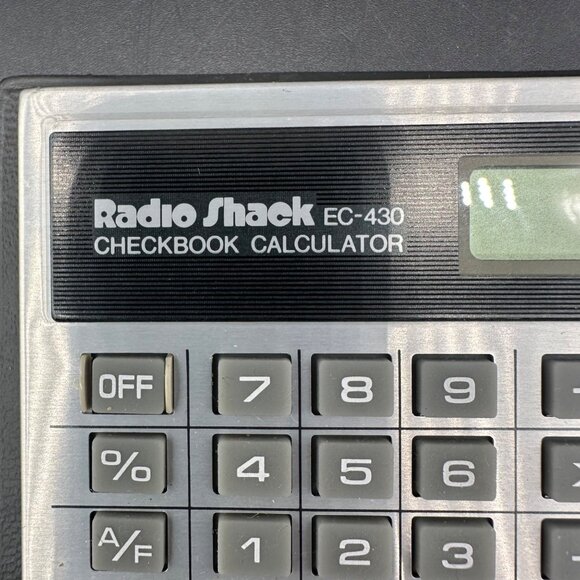 Radio Shack EC-430
CHECKBOOK CALCULATOR
OFF 7 8 9
% 4 5 6
A/F 1 2 3